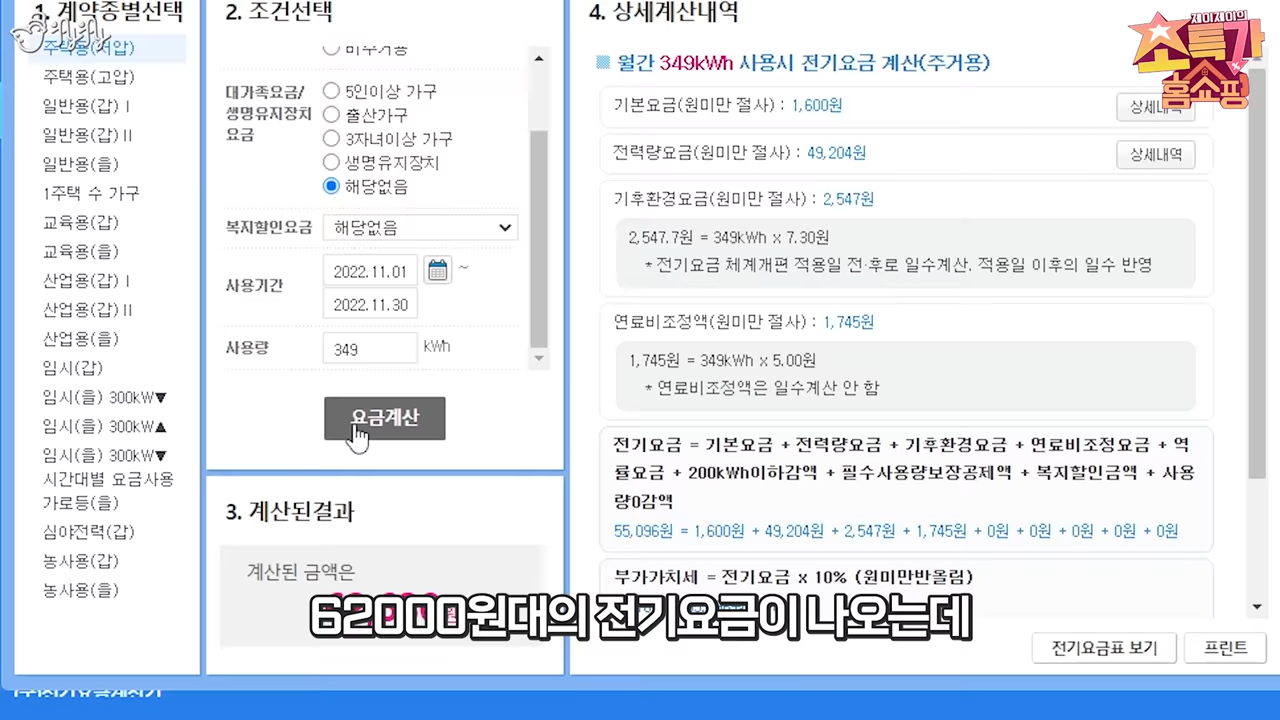 1. 계약종별선택
주택용(저압)
주택용(고압)
일반용(갑) I
일반용(갑) II
일반용(을)
1주택 수 가구
교육용(갑)
교육용(을)
산업용(갑) I
산업용(갑) II
산업용(을)
임시(갑)
임시(을) 300kW▼
임시(을) 300kW▲
임시(을) 300kW▼
시간대별 요금사용
가로등(을)
심야전력(갑)
농사용(갑)
농사용(을)
2. 조건선택
비주거용
대가족요금/
생명유지장치
요금
5인이상 가구
출산가구
3자녀이상 가구
생명유지장치
해당없음
복지할인요금 해당없음
사용기간 2022.11.01 ~
2022.11.30
사용량 349 kWh
요금계산
3. 계산된결과
계산된 금액은
4. 상세계산내역
제이제이의
소특가
홈쇼핑
월간 349kWh 사용시 전기요금 계산(주거용)
기본요금(원미만 절사) : 1,600원 상세내역
전력량요금(원미만 절사) : 49,204원 상세내역
기후환경요금(원미만 절사) : 2,547원
2,547.7원 = 349kWh x 7.30원
* 전기요금 체계개편 적용일 전·후로 일수계산, 적용일 이후의 일수 반영
연료비조정액(원미만 절사) : 1,745원
1,745원 = 349kWh x 5.00원
* 연료비조정액은 일수계산 안 함
전기요금 = 기본요금 + 전력량요금 + 기후환경요금 + 연료비조정요금 + 역
률요금 + 200kWh이하감액 + 필수사용량보장공제액 + 복지할인금액 + 사용
량0감액
55,096원 = 1,600원 + 49,204원 + 2,547원 + 1,745원 + 0원 + 0원 + 0원 + 0원 + 0원
부가가치세 = 전기요금 x 10% (원미만반올림)
전기요금표 보기
프린트
62000원대의 전기요금이 나오는데